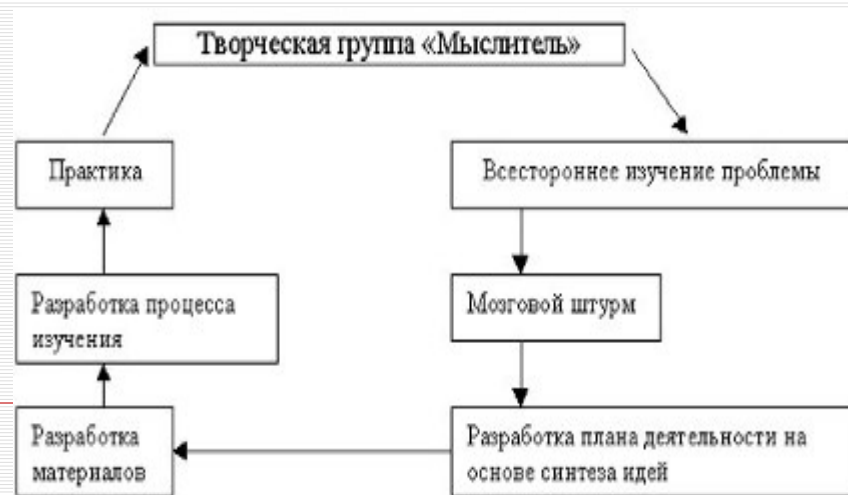 Творческая группа «Мыслитель»
Практика
Всестороннее изучение проблемы
Разработка процесса
изучения
Мозговой штурм
Разработка
материалов
Разработка плана деятельности на
основе синтеза идей